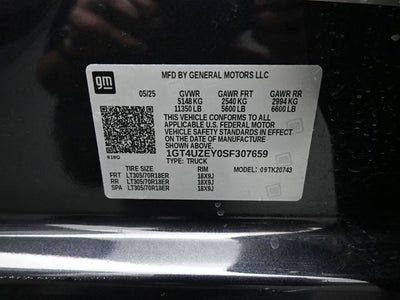 gm
MFD BY GENERAL MOTORS LLC
05/25 GVWR GAWR FRT GAWR RR
5148 KG 2540 KG 2994 KG
11350 LB 5600 LB 6600 LB
THIS VEHICLE CONFORMS TO ALL
APPLICABLE U.S. FEDERAL MOTOR
VEHICLE SAFETY STANDARDS IN
EFFECT ON THE DATE OF
MANUFACTURE SHOWN ABOVE.
1GT4UZEY0SF307659
TYPE: TRUCK
TIRE SIZE RIM MODEL: 09TK20743
FRT LT305/70R18ER 18X9J
RR LT305/70R18ER 18X9J
SPA LT305/70R18ER 18X9J